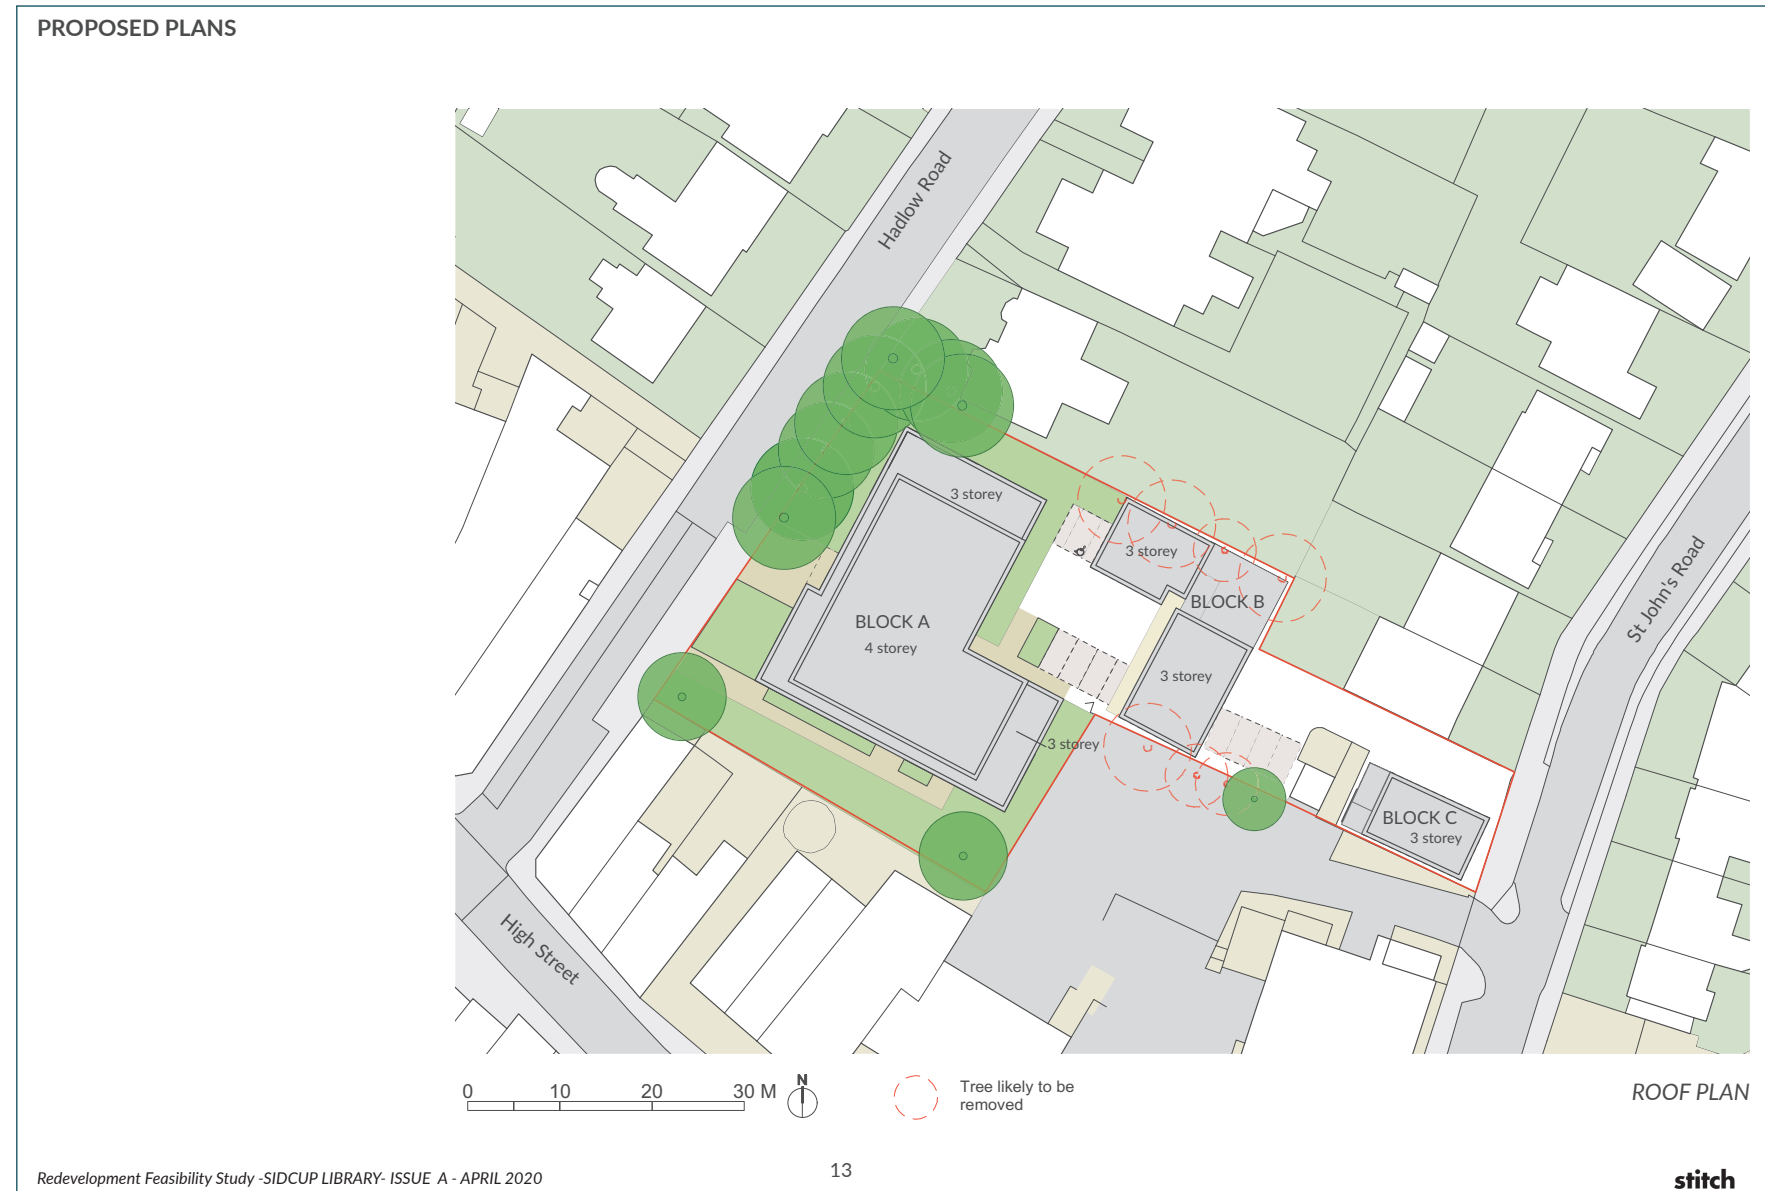 PROPOSED PLANS
Hadlow Road
3 storey
3 storey
BLOCK B
BLOCK A
4 storey
3 storey
St John's Road
3 storey
BLOCK C
3 storey
High Street
0 10 20 30 M
N
Tree likely to be
removed
ROOF PLAN
Redevelopment Feasibility Study -SIDCUP LIBRARY- ISSUE A - APRIL 2020
13
stitch